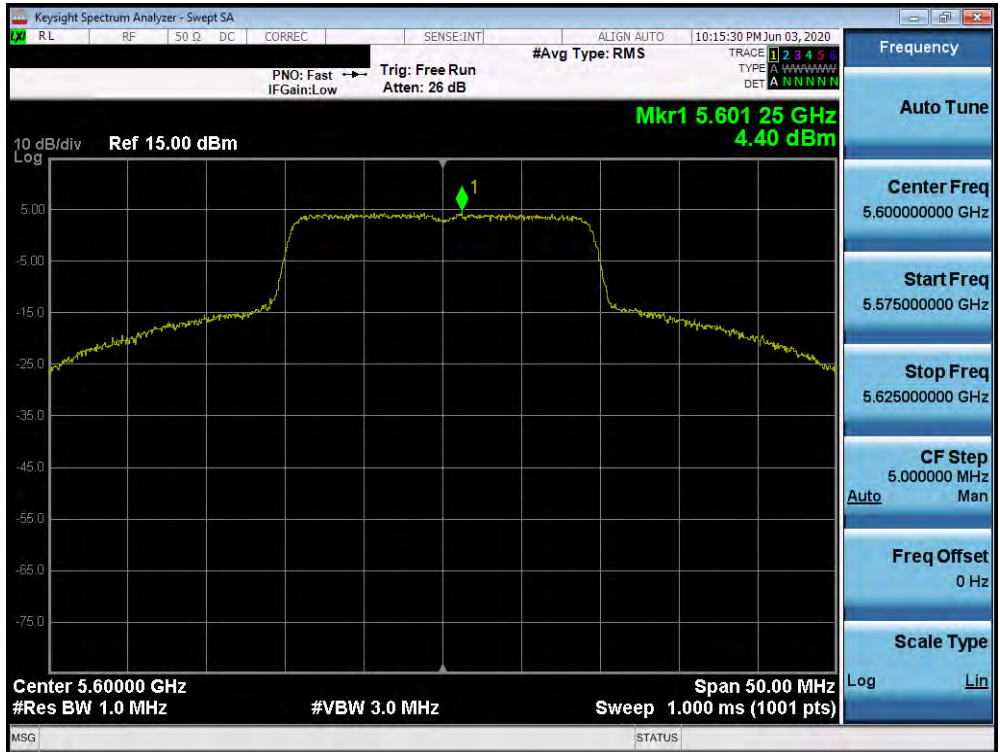 Keysight Spectrum Analyzer - Swept SA
LXI RL RF 50 Ω DC CORREC SENSE:INT ALIGN AUTO 10:15:30 PM Jun 03, 2020
#Avg Type: RMS
TRACE 1 2 3 4 5 6
PNO: Fast Trig: Free Run
TYPE A WWWWW
IFGain:Low Atten: 26 dB
DET A N N N N N
Mkr1 5.601 25 GHz
4.40 dBm
10 dB/div Ref 15.00 dBm
Log
1
5.00
-5.00
-15.0
-25.0
-35.0
-45.0
-55.0
-65.0
-75.0
Center 5.60000 GHz Span 50.00 MHz
#Res BW 1.0 MHz #VBW 3.0 MHz Sweep 1.000 ms (1001 pts)
MSG STATUS
Frequency
Auto Tune
Center Freq
5.600000000 GHz
Start Freq
5.575000000 GHz
Stop Freq
5.625000000 GHz
CF Step
5.000000 MHz
Auto Man
Freq Offset
0 Hz
Scale Type
Log Lin